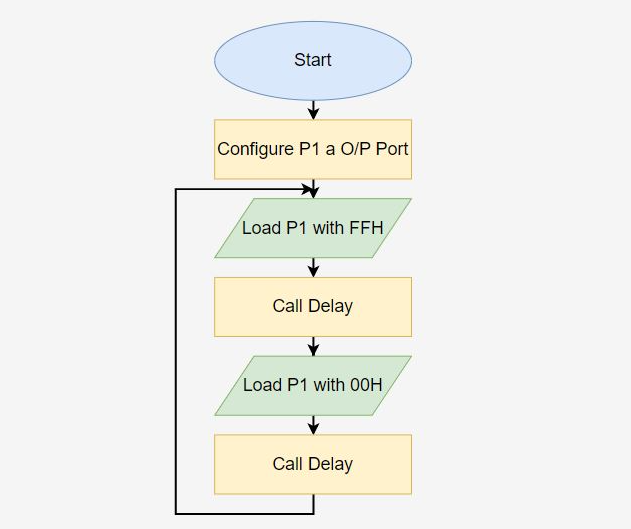 Start
Configure P1 a O/P Port
Load P1 with FFH
Call Delay
Load P1 with 00H
Call Delay